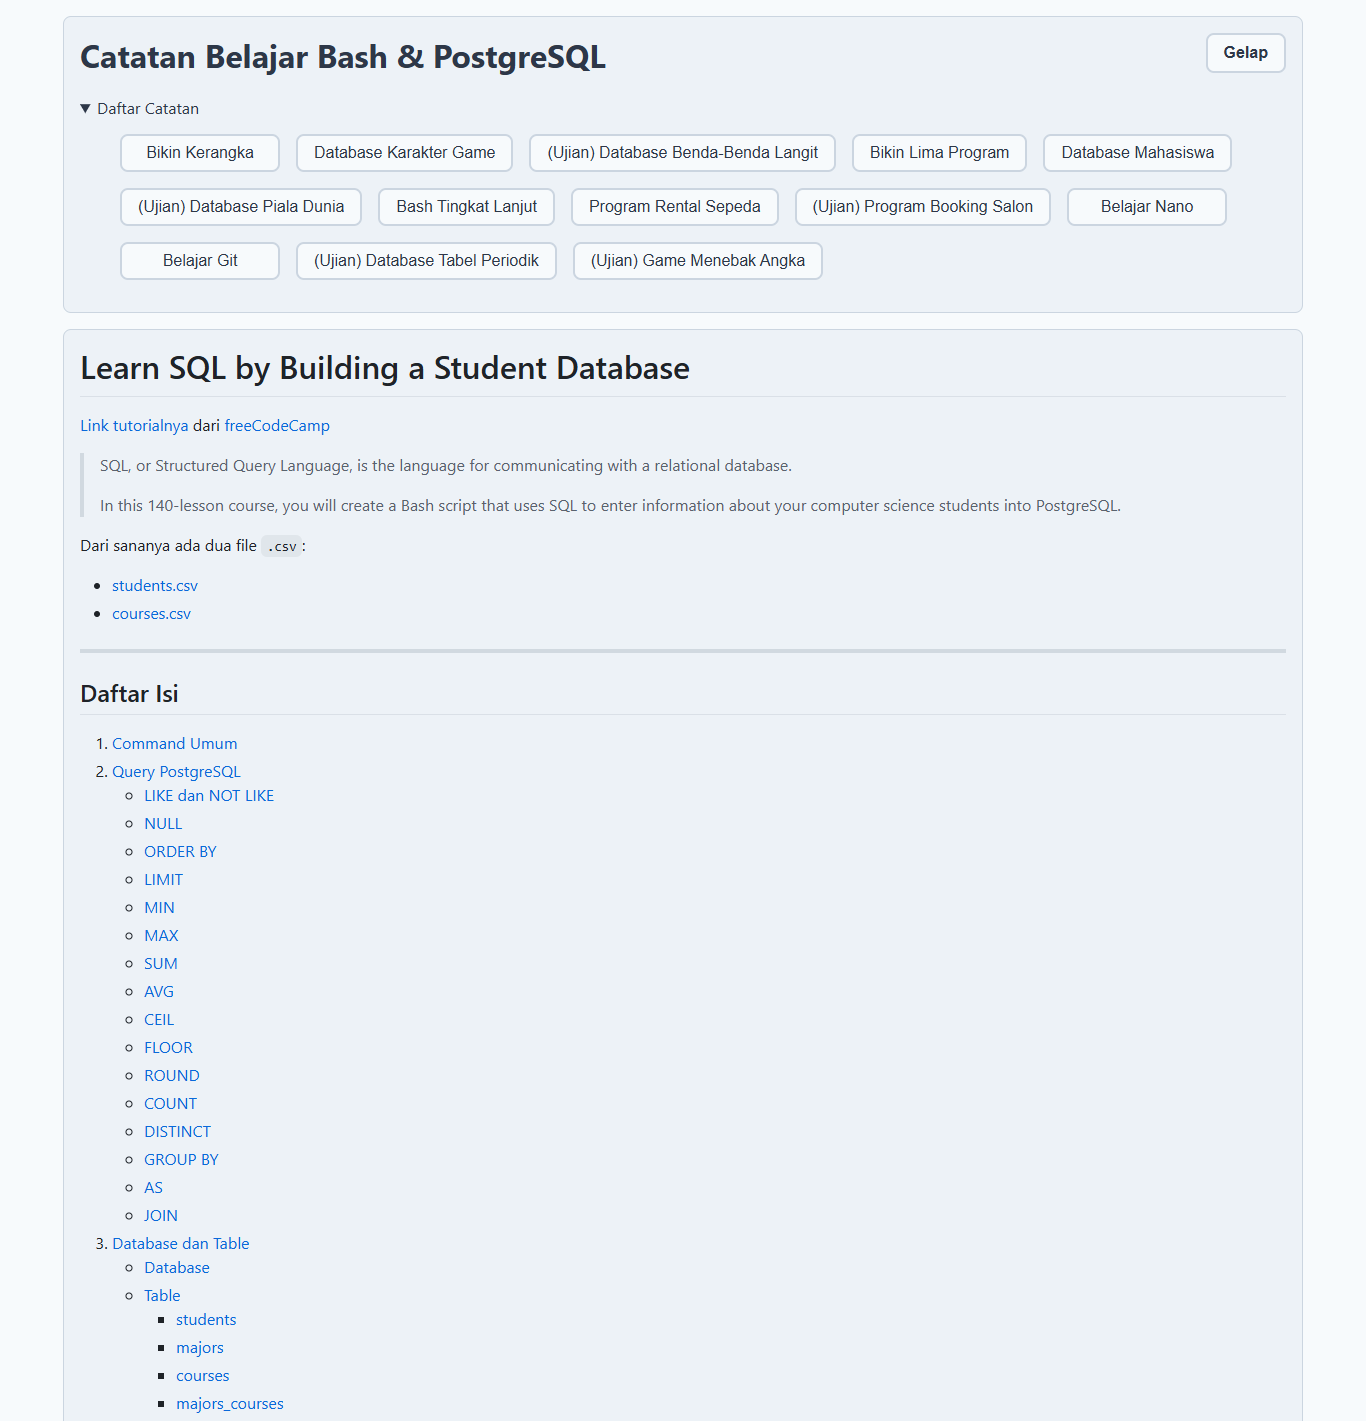 Catatan Belajar Bash & PostgreSQL
Gelap
▼ Daftar Catatan
Bikin Kerangka
Database Karakter Game
(Ujian) Database Benda-Benda Langit
Bikin Lima Program
Database Mahasiswa
(Ujian) Database Piala Dunia
Bash Tingkat Lanjut
Program Rental Sepeda
(Ujian) Program Booking Salon
Belajar Nano
Belajar Git
(Ujian) Database Tabel Periodik
(Ujian) Game Menebak Angka
Learn SQL by Building a Student Database
Link tutorialnya dari freeCodeCamp
SQL, or Structured Query Language, is the language for communicating with a relational database.
In this 140-lesson course, you will create a Bash script that uses SQL to enter information about your computer science students into PostgreSQL.
Dari sananya ada dua file .csv:
students.csv
courses.csv
Daftar Isi
1. Command Umum
2. Query PostgreSQL
LIKE dan NOT LIKE
NULL
ORDER BY
LIMIT
MIN
MAX
SUM
AVG
CEIL
FLOOR
ROUND
COUNT
DISTINCT
GROUP BY
AS
JOIN
3. Database dan Table
Database
Table
students
majors
courses
majors_courses